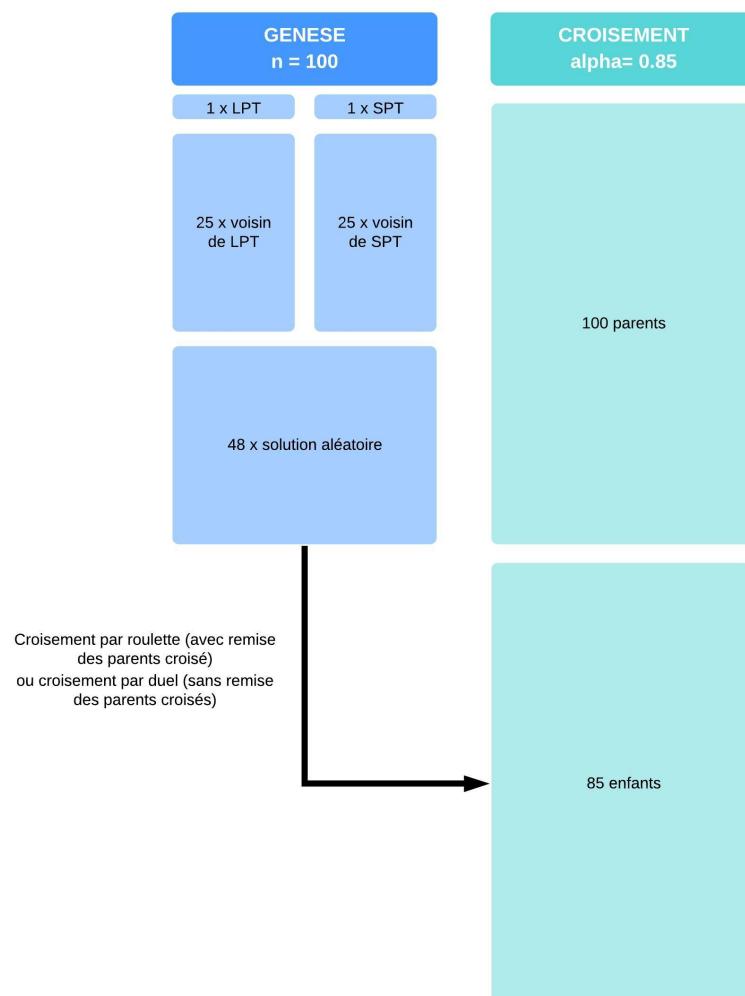 GENESE
n = 100
CROISEMENT
alpha= 0.85
1 x LPT
1 x SPT
25 x voisin
de LPT
25 x voisin
de SPT
100 parents
48 x solution aléatoire
Croisement par roulette (avec remise
des parents croisé)
ou croisement par duel (sans remise
des parents croisés)
85 enfants